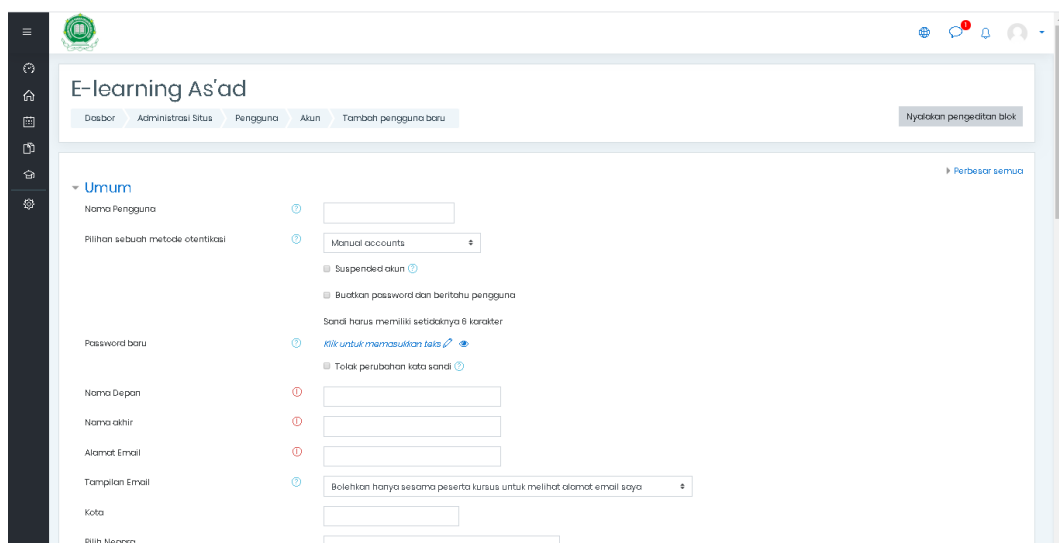 1
E-learning As'ad
Dasbor Administrasi Situs Pengguna Akun Tambah pengguna baru
Nyalakan pengeditan blok
Perbesar semua
Umum
Nama Pengguna
Pilihan sebuah metode otentikasi Manual accounts
Suspended akun
Buatkan password dan beritahu pengguna
Sandi harus memiliki setidaknya 6 karakter
Password baru Klik untuk memasukkan teks
Tolak perubahan kata sandi
Nama Depan
Nama akhir
Alamat Email
Tampilan Email Bolehkan hanya sesama peserta kursus untuk melihat alamat email saya
Kota
Pilih Negara